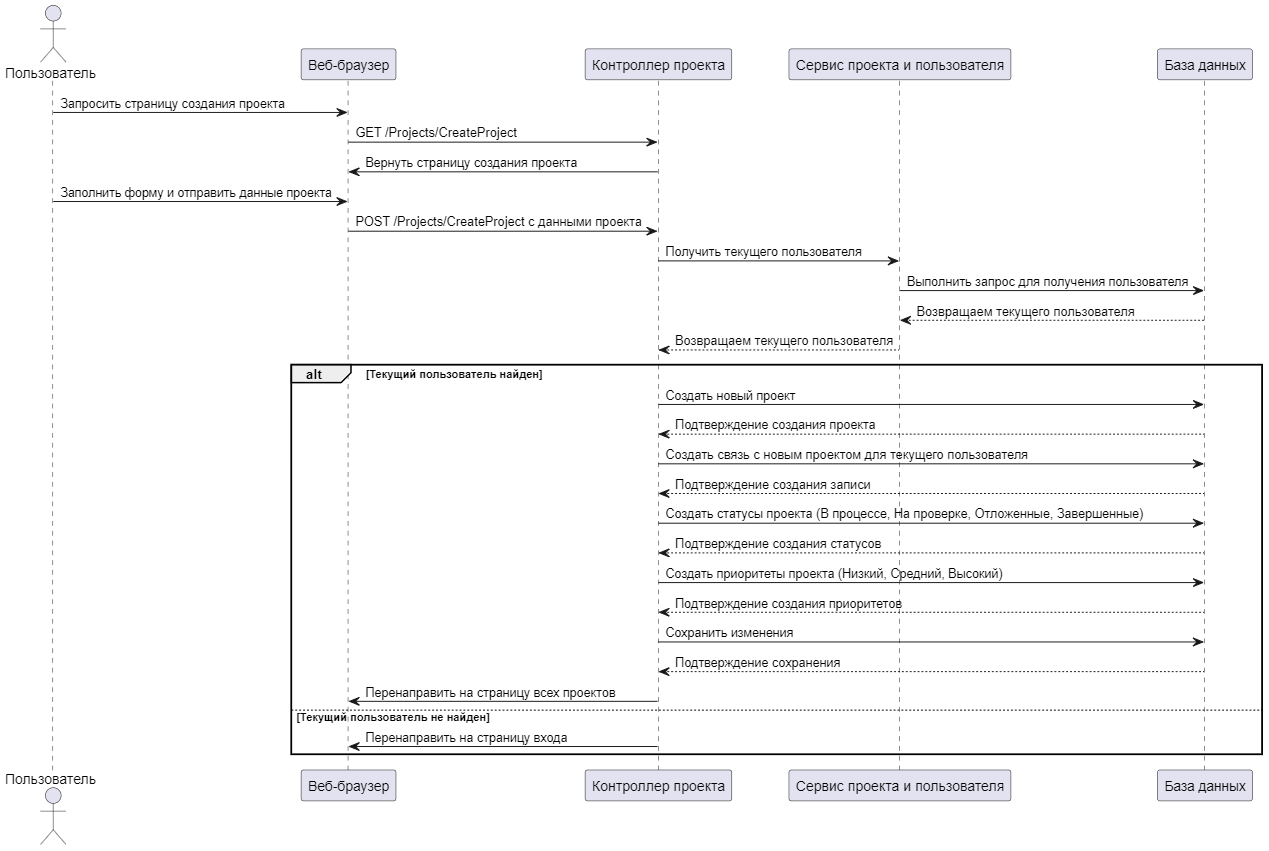 Пользователь
Веб-браузер
Контроллер проекта
Сервис проекта и пользователя
База данных
Запросить страницу создания проекта
GET /Projects/CreateProject
Вернуть страницу создания проекта
Заполнить форму и отправить данные проекта
POST /Projects/CreateProject с данными проекта
Получить текущего пользователя
Выполнить запрос для получения пользователя
Возвращаем текущего пользователя
Возвращаем текущего пользователя
alt
[Текущий пользователь найден]
Создать новый проект
Подтверждение создания проекта
Создать связь с новым проектом для текущего пользователя
Подтверждение создания записи
Создать статусы проекта (В процессе, На проверке, Отложенные, Завершенные)
Подтверждение создания статусов
Создать приоритеты проекта (Низкий, Средний, Высокий)
Подтверждение создания приоритетов
Сохранить изменения
Подтверждение сохранения
Перенаправить на страницу всех проектов
[Текущий пользователь не найден]
Перенаправить на страницу входа
Пользователь
Веб-браузер
Контроллер проекта
Сервис проекта и пользователя
База данных